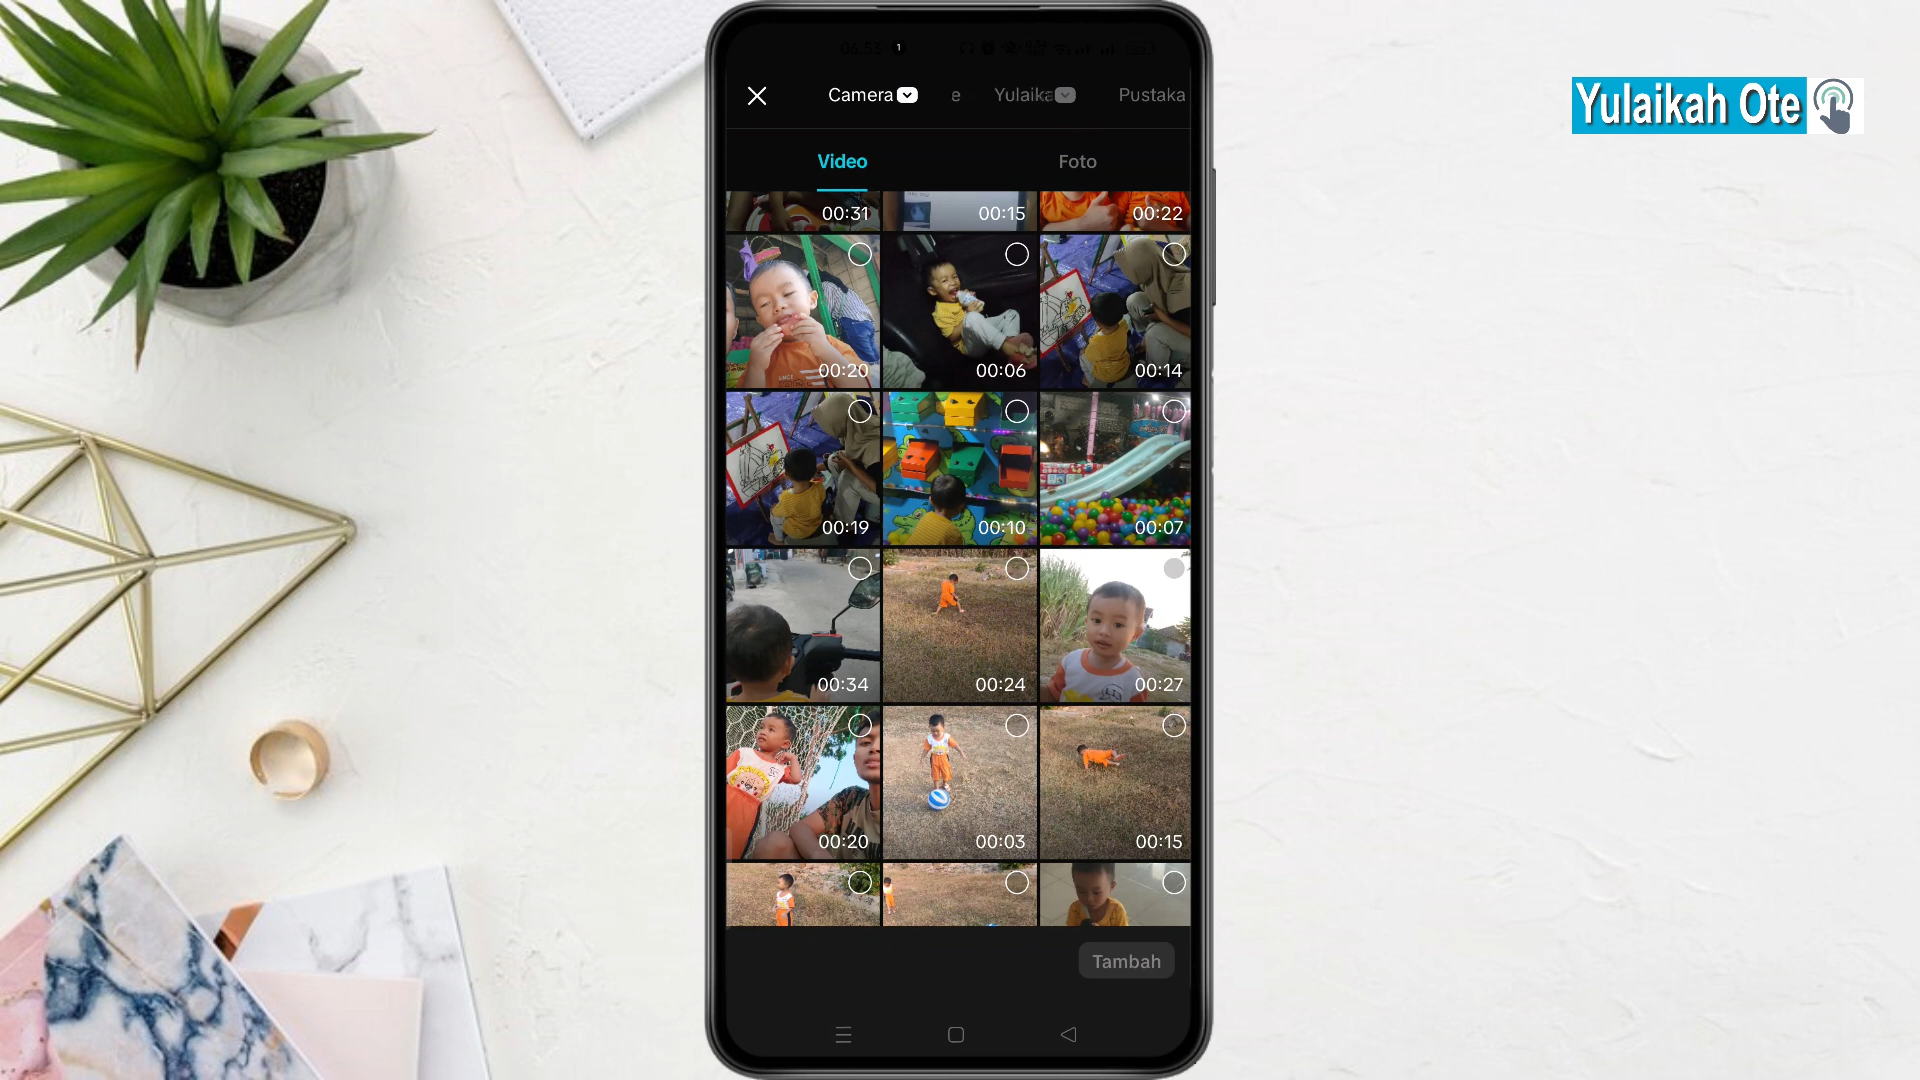 06.53 1
Camera e Yulaika Pustaka
Yulaikah Ote
Video Foto
00:31 00:15 00:22
00:20 00:06 00:14
00:19 00:10 00:07
00:34 00:24 00:27
00:20 00:03 00:15
Tambah